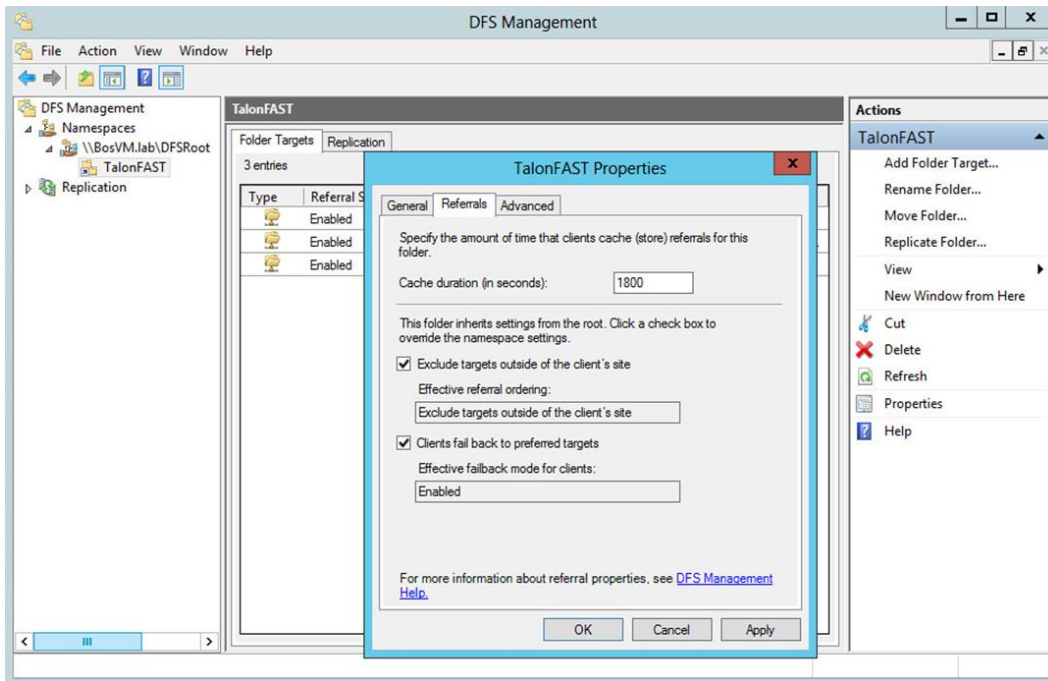 DFS Management
File Action View Window Help
DFS Management
Namespaces
\\BosVM.lab\DFSRoot
TalonFAST
Replication
TalonFAST
Folder Targets Replication
3 entries
Type Referral S
Enabled
Enabled
Enabled
TalonFAST Properties
General Referrals Advanced
Specify the amount of time that clients cache (store) referrals for this
folder.
Cache duration (in seconds): 1800
This folder inherits settings from the root. Click a check box to
override the namespace settings.
Exclude targets outside of the client's site
Effective referral ordering:
Exclude targets outside of the client's site
Clients fail back to preferred targets
Effective failback mode for clients:
Enabled
For more information about referral properties, see DFS Management
Help.
OK Cancel Apply
Actions
TalonFAST
Add Folder Target...
Rename Folder...
Move Folder...
Replicate Folder...
View
New Window from Here
Cut
Delete
Refresh
Properties
Help